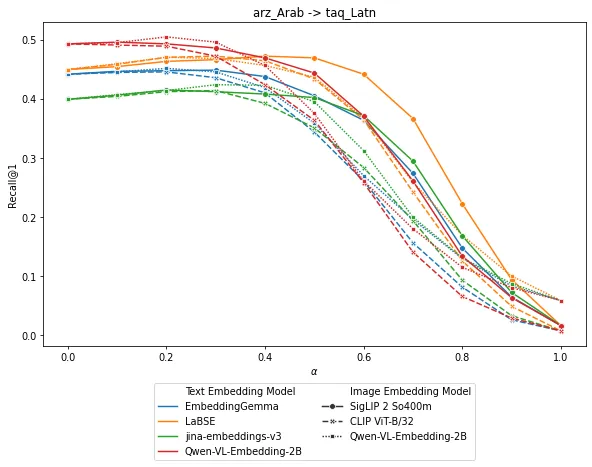 arz_Arab -> taq_Latn
Recall@1
0.5
0.4
0.3
0.2
0.1
0.0
0.0 0.2 0.4 0.6 0.8 1.0
α
Text Embedding Model Image Embedding Model
EmbeddingGemma SigLIP 2 So400m
LaBSE CLIP ViT-B/32
jina-embeddings-v3 Qwen-VL-Embedding-2B
Qwen-VL-Embedding-2B